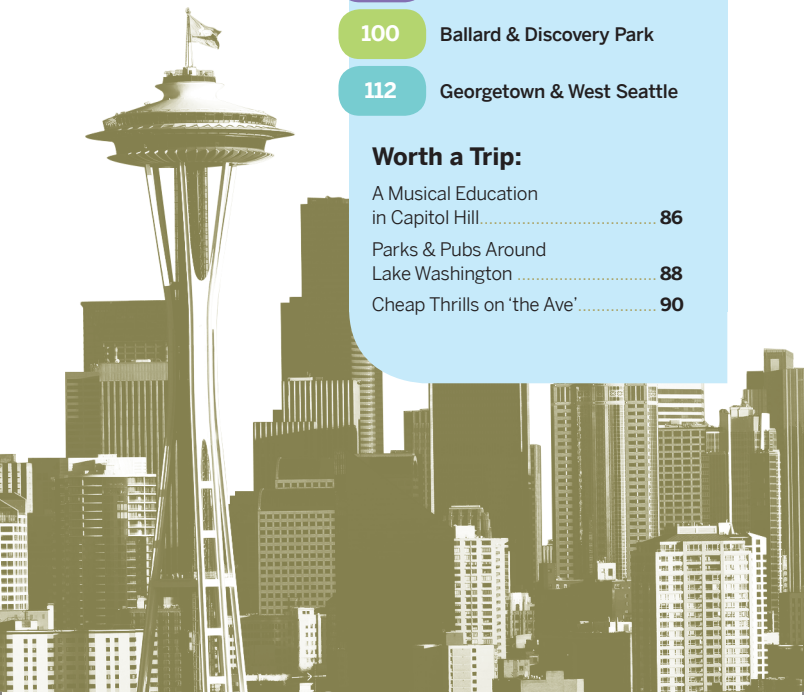 100 Ballard & Discovery Park
112 Georgetown & West Seattle
Worth a Trip:
A Musical Education
in Capitol Hill................................ 86
Parks & Pubs Around
Lake Washington ......................... 88
Cheap Thrills on ‘the Ave’.............. 90